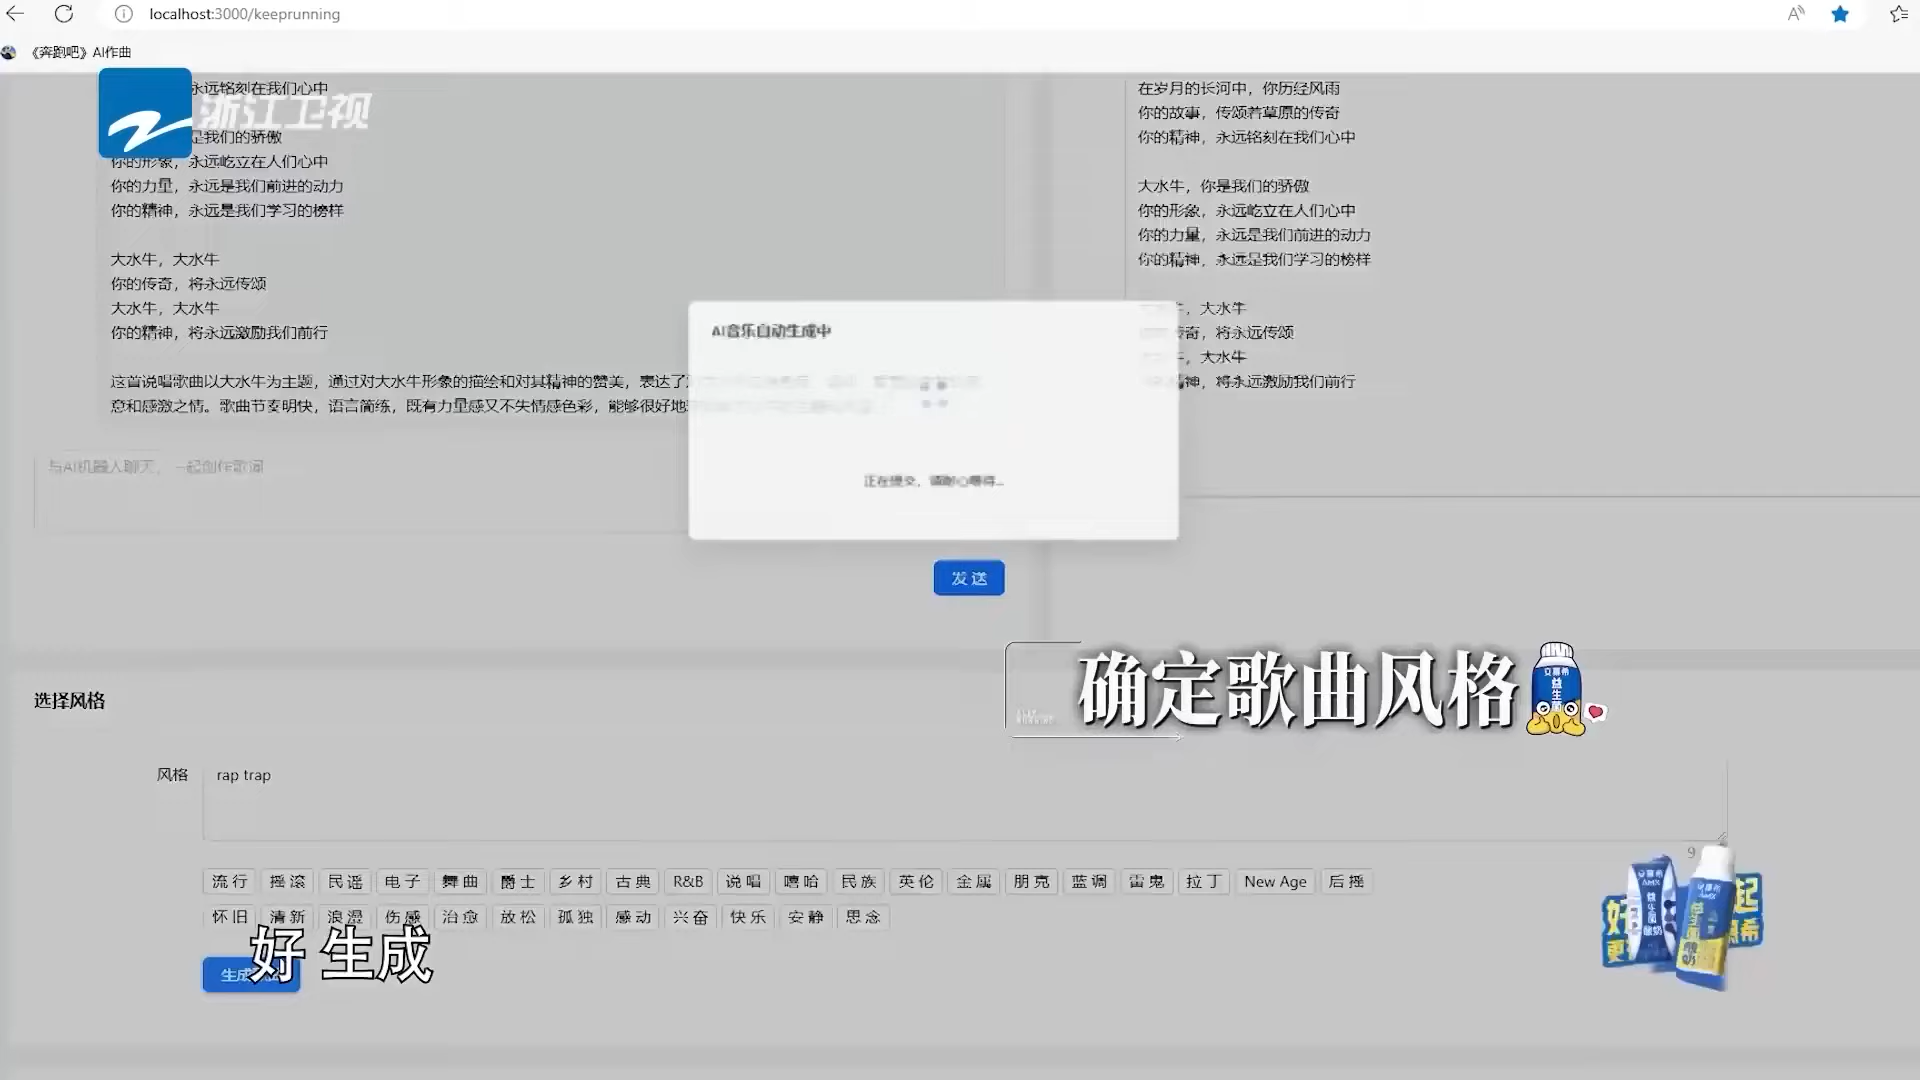 localhost:3000/keeprunning
《奔跑吧》AI作曲
浙江卫视
永远铭刻在我们心中
是我们的骄傲
你的形象，永远屹立在人们心中
你的力量，永远是我们前进的动力
你的精神，永远是我们学习的榜样
大水牛，大水牛
你的传奇，将永远传颂
大水牛，大水牛
你的精神，将永远激励我们前行
这首说唱歌曲以大水牛为主题，通过对大水牛形象的描绘和对其精神的赞美，表达了
意和感激之情。歌曲节奏明快，语言简练，既有力量感又不失情感色彩，能够很好地
与AI机器人聊天，一起创作歌词
发送
在岁月的长河中，你历经风雨
你的故事，传颂着草原的传奇
你的精神，永远铭刻在我们心中
大水牛，你是我们的骄傲
你的形象，永远屹立在人们心中
你的力量，永远是我们前进的动力
你的精神，永远是我们学习的榜样
，大水牛
传奇，将永远传颂
，大水牛
精神，将永远激励我们前行
AI音乐自动生成中
正在提交，请耐心等待...
确定歌曲风格
安慕希
益生菌
选择风格
风格
rap trap
9
流行 摇滚 民谣 电子 舞曲 爵士 乡村 古典 R&B 说唱 嘻哈 民族 英伦 金属 朋克 蓝调 雷鬼 拉丁 New Age 后摇
怀旧 清新 浪漫 伤感 治愈 放松 孤独 感动 兴奋 快乐 安静 思念
生成
好 生成
安慕希
AMX
益生菌
酸奶